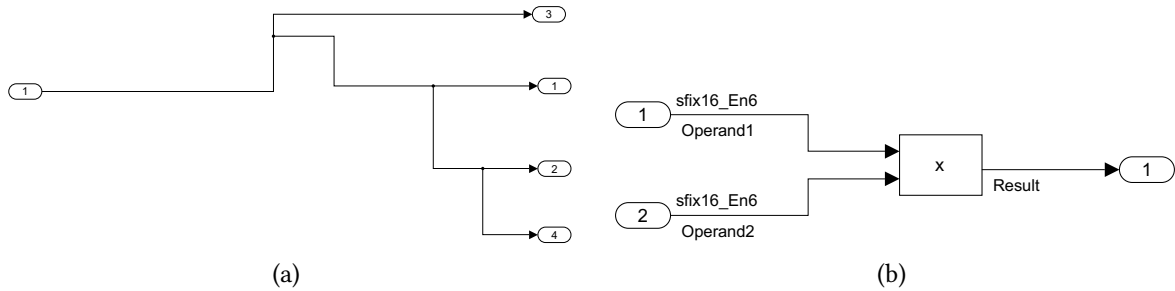 3
1
1
2
4
(a)
1
sfix16_En6
Operand1
2
sfix16_En6
Operand2
x
Result
1
(b)